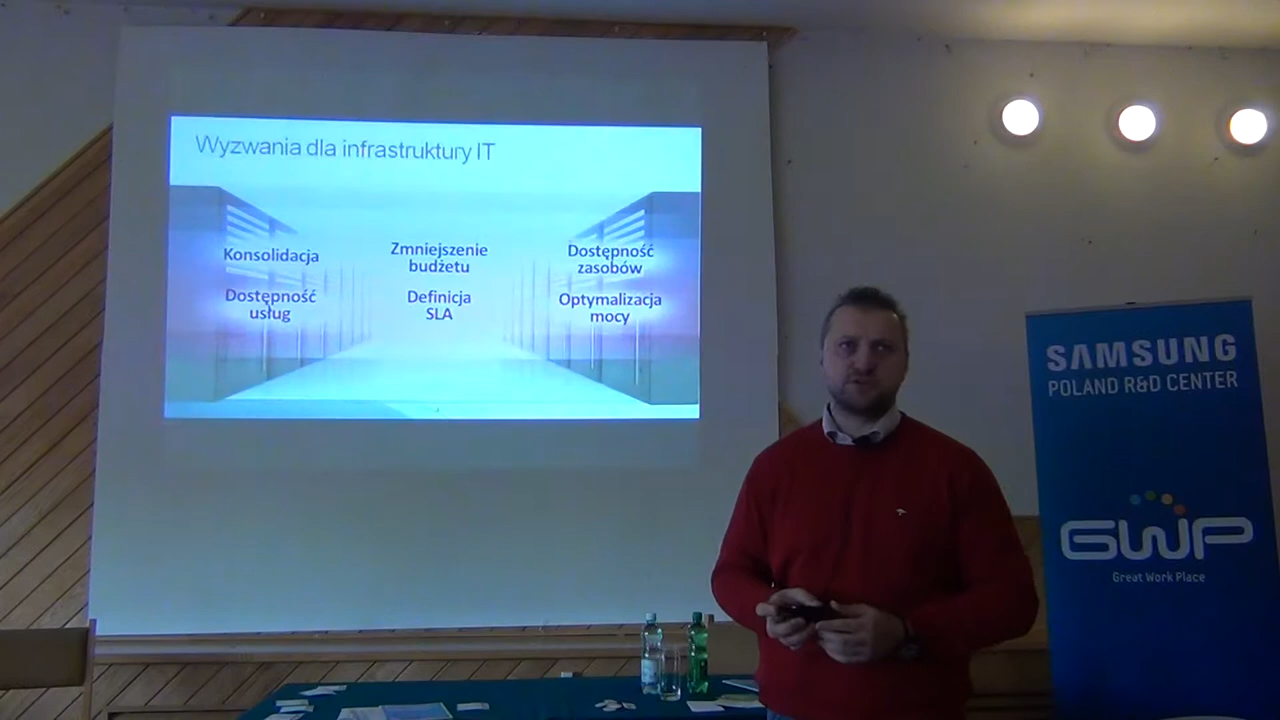 Wyzwania dla infrastruktury IT
Konsolidacja
Zmniejszenie
budżetu
Dostępność
zasobów
Dostępność
usług
Definicja
SLA
Optymalizacja
mocy
SAMSUNG
POLAND R&D CENTER
GWP
Great Work Place